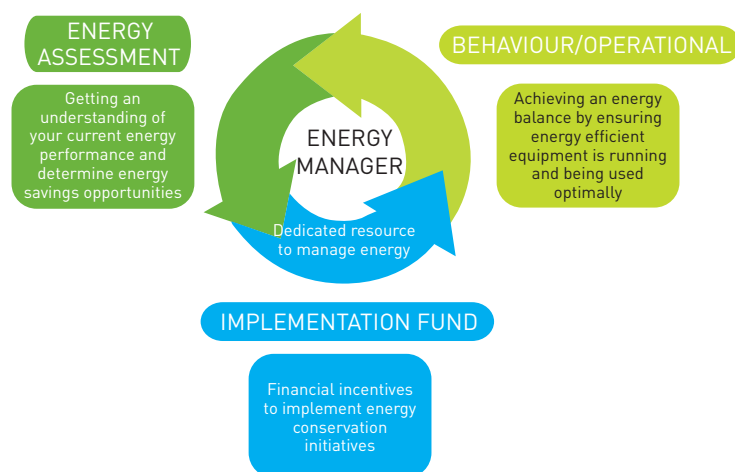 ENERGY
ASSESSMENT
Getting an
understanding of
your current energy
performance and
determine energy
savings opportunities
ENERGY
MANAGER
Dedicated resource
to manage energy
BEHAVIOUR/OPERATIONAL
Achieving an energy
balance by ensuring
energy efficient
equipment is running
and being used
optimally
IMPLEMENTATION FUND
Financial incentives
to implement energy
conservation
initiatives